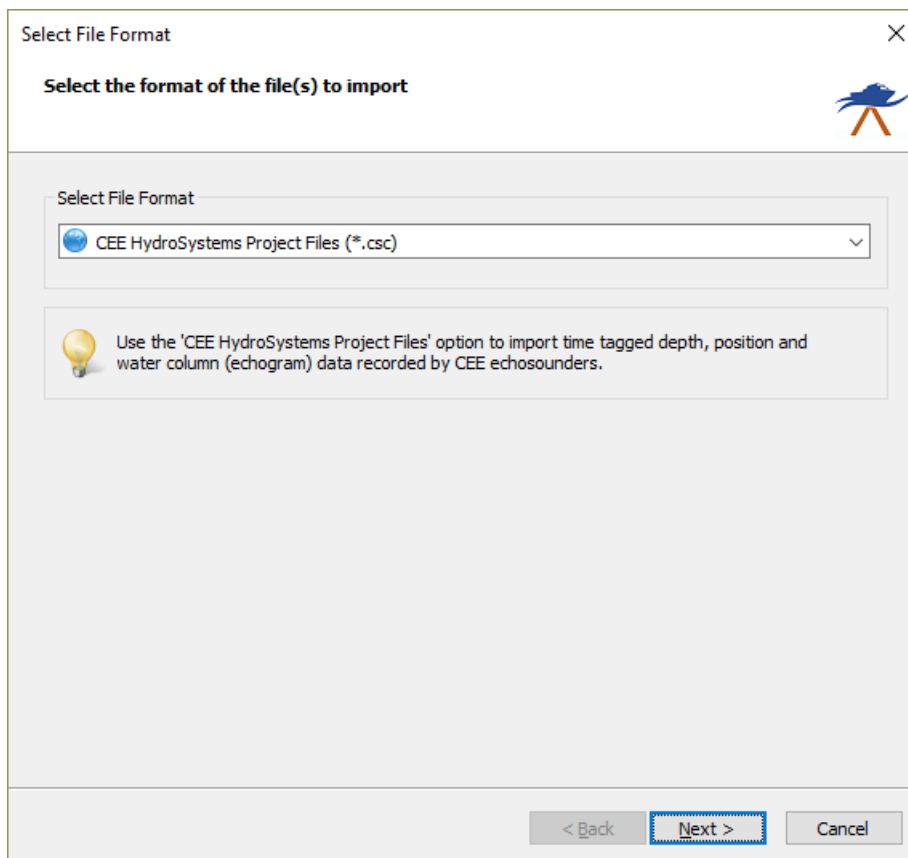 Select File Format
Select the format of the file(s) to import
Select File Format
CEE HydroSystems Project Files (*.csc)
Use the 'CEE HydroSystems Project Files' option to import time tagged depth, position and
water column (echogram) data recorded by CEE echosounders.
< Back Next > Cancel